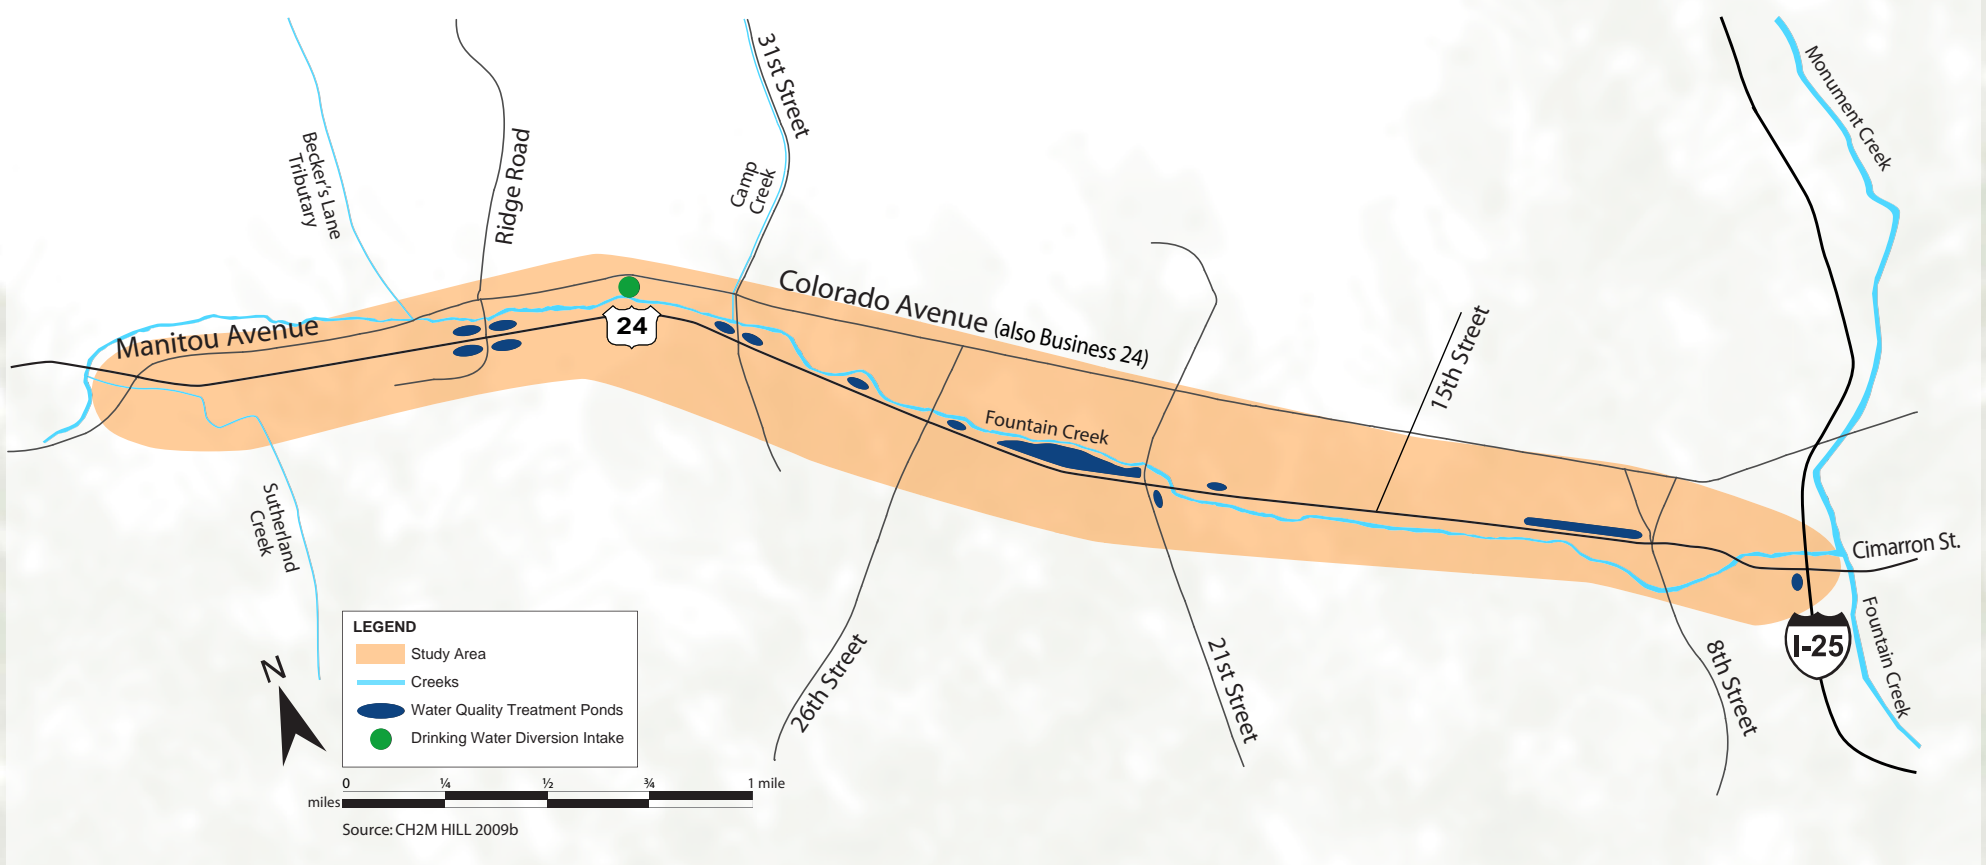 31st Street
Monument Creek
Becker's Lane
Tributary
Ridge Road
Camp
Creek
Colorado Avenue (also Business 24)
Manitou Avenue
24
15th Street
Fountain Creek
Sutherland
Creek
Cimarron St.
Fountain Creek
I-25
26th Street
21st Street
8th Street
N
LEGEND
Study Area
Creeks
Water Quality Treatment Ponds
Drinking Water Diversion Intake
0 ¼ ½ ¾ 1 mile
miles
Source: CH2M HILL 2009b